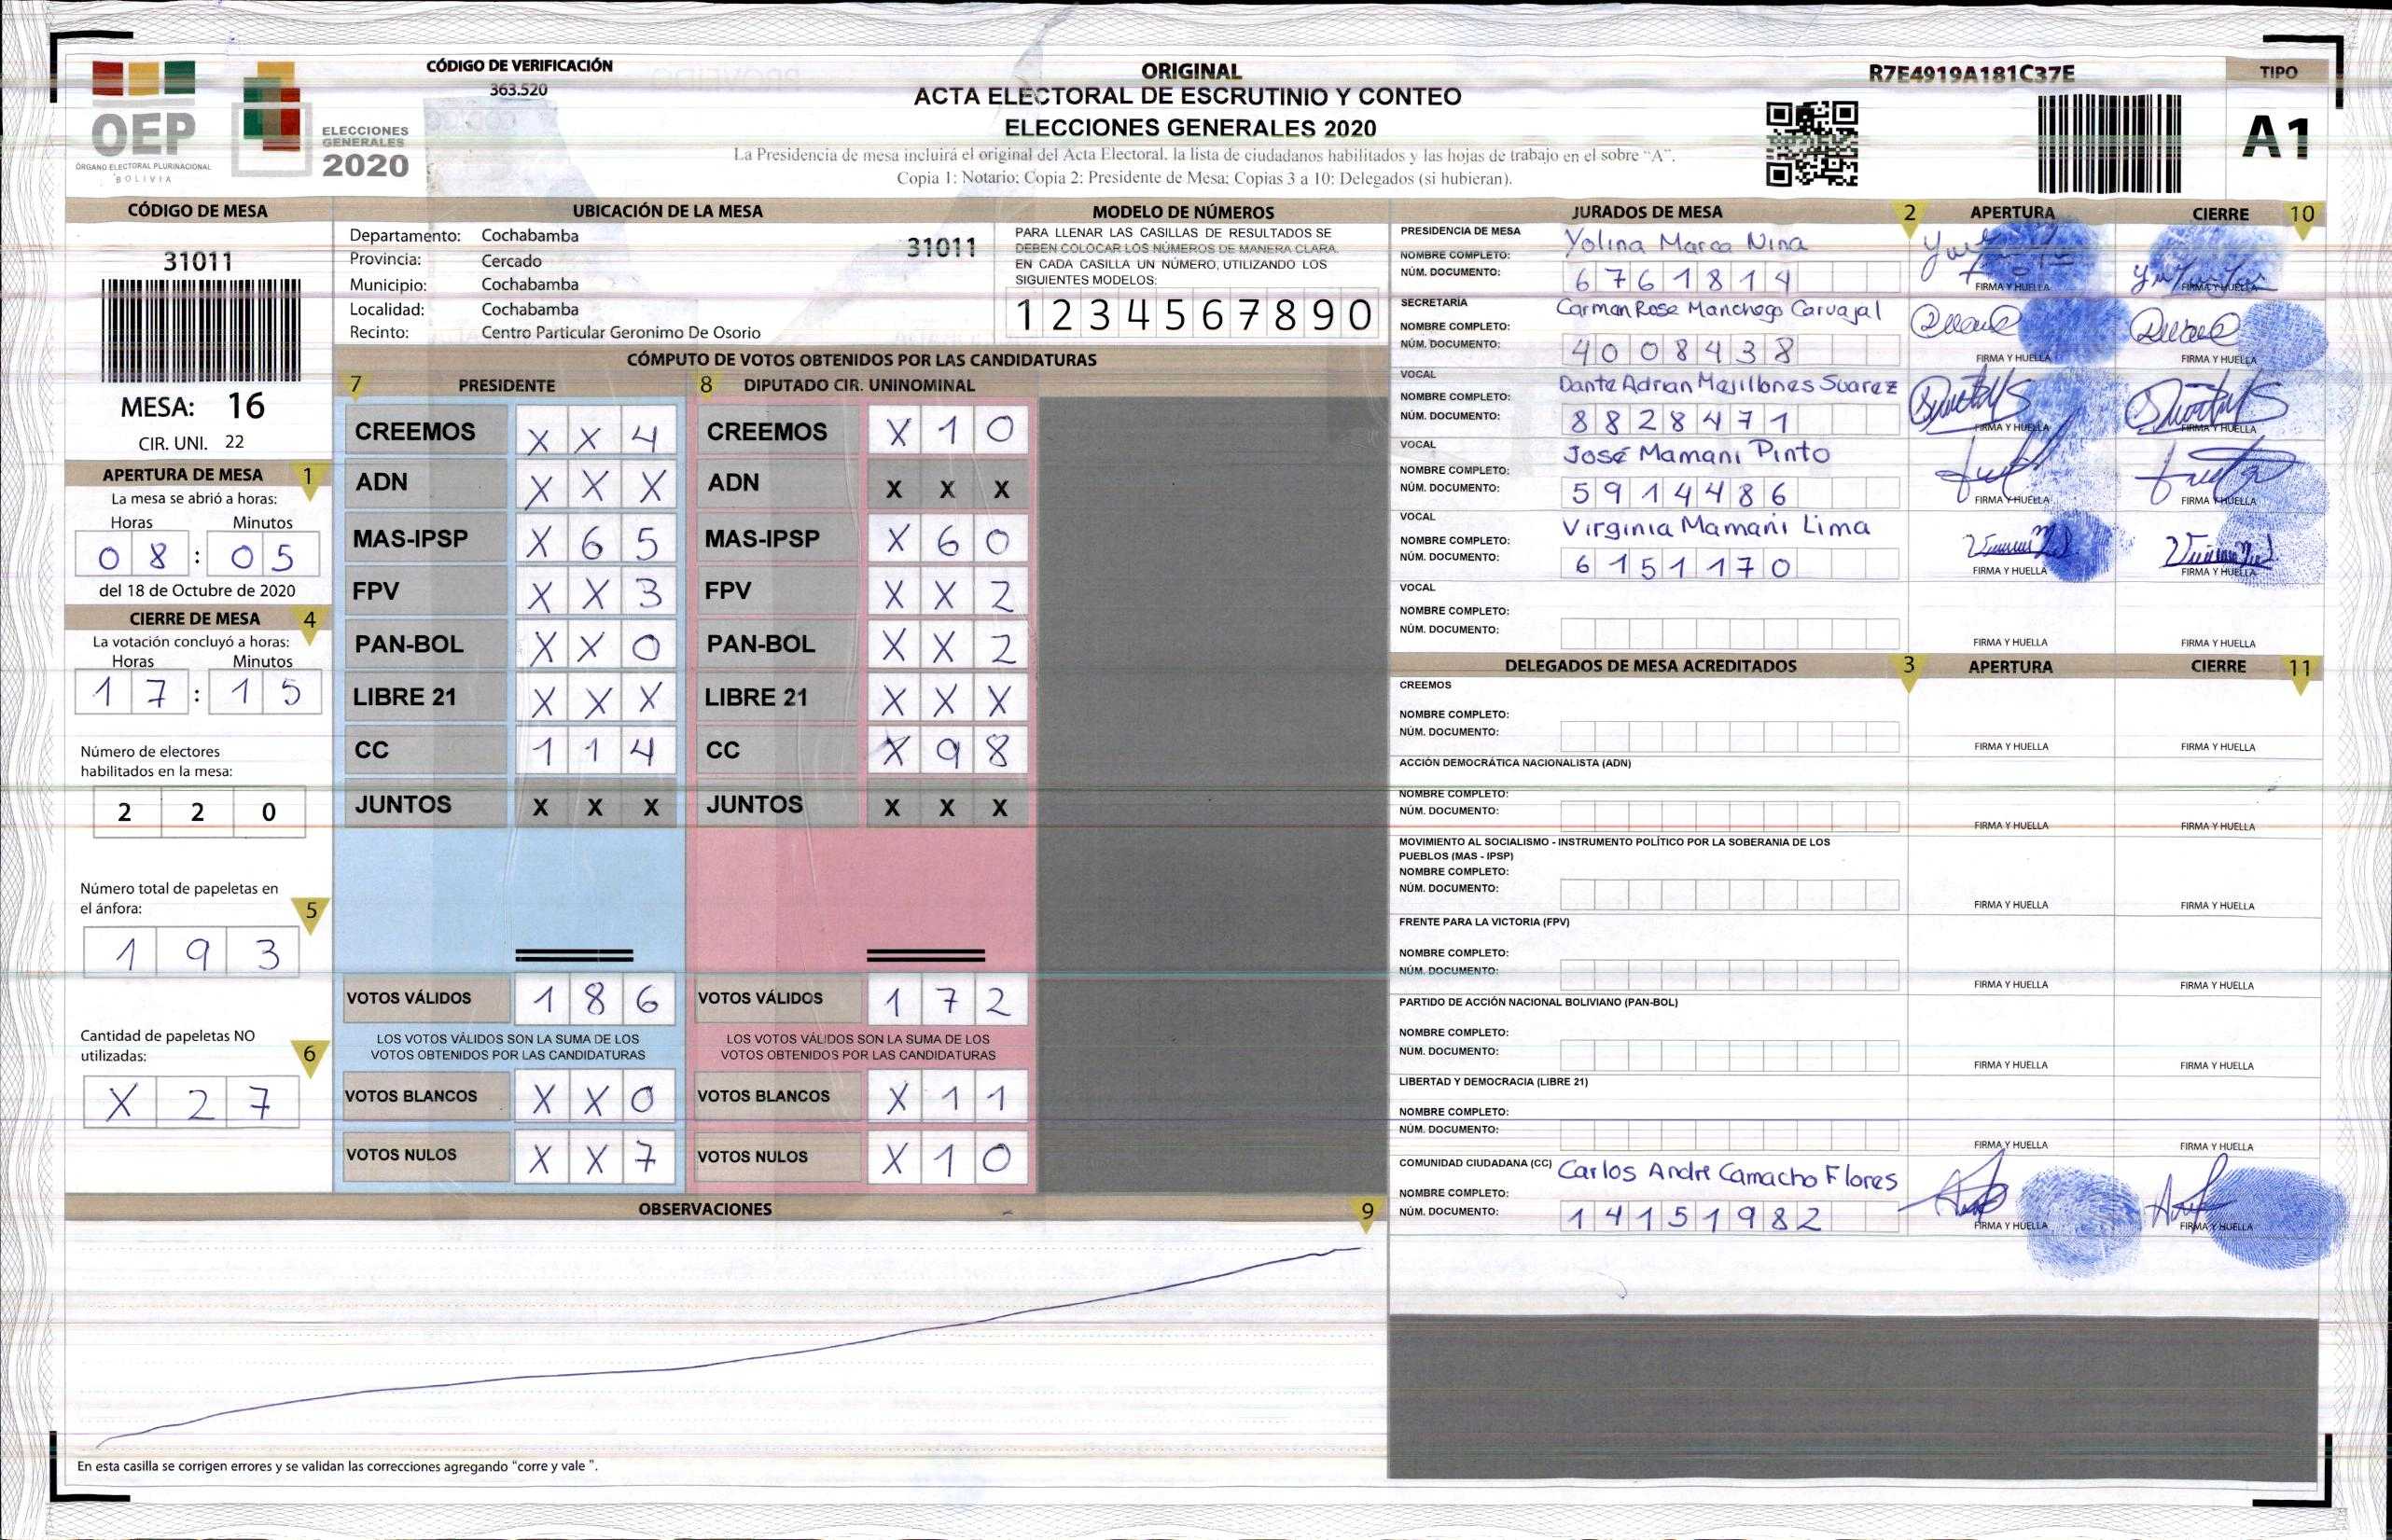 CÓDIGO DE VERIFICACIÓN
363.520
ORIGINAL
ACTA ELECTORAL DE ESCRUTINIO Y CONTEO
ELECCIONES GENERALES 2020
La Presidencia de mesa incluirá el original del Acta Electoral, la lista de ciudadanos habilitados y las hojas de trabajo en el sobre "A".
Copia 1: Notario; Copia 2: Presidente de Mesa; Copias 3 a 10: Delegados (si hubieran).
R7E4919A181C37E
TIPO
A1
OEP
ÓRGANO ELECTORAL PLURINACIONAL
BOLIVIA
ELECCIONES
GENERALES
2020
CÓDIGO DE MESA
31011
MESA: 16
CIR. UNI. 22
APERTURA DE MESA 1
La mesa se abrió a horas:
Horas Minutos
0 8 : 0 5
del 18 de Octubre de 2020
CIERRE DE MESA 4
La votación concluyó a horas:
Horas Minutos
1 7 : 1 5
Número de electores
habilitados en la mesa:
2 2 0
Número total de papeletas en
el ánfora: 5
1 9 3
Cantidad de papeletas NO
utilizadas: 6
X 2 7
UBICACIÓN DE LA MESA
Departamento: Cochabamba
31011
Provincia: Cercado
Municipio: Cochabamba
Localidad: Cochabamba
Recinto: Centro Particular Geronimo De Osorio
MODELO DE NÚMEROS
PARA LLENAR LAS CASILLAS DE RESULTADOS SE
DEBEN COLOCAR LOS NÚMEROS DE MANERA CLARA.
EN CADA CASILLA UN NÚMERO, UTILIZANDO LOS
SIGUIENTES MODELOS:
1 2 3 4 5 6 7 8 9 0
CÓMPUTO DE VOTOS OBTENIDOS POR LAS CANDIDATURAS
7 PRESIDENTE 8 DIPUTADO CIR. UNINOMINAL
CREEMOS X X 4 CREEMOS X 1 0
ADN X X X ADN X X X
MAS-IPSP X 6 5 MAS-IPSP X 6 0
FPV X X 3 FPV X X 2
PAN-BOL X X 0 PAN-BOL X X 2
LIBRE 21 X X X LIBRE 21 X X X
CC 1 1 4 CC X 9 8
JUNTOS X X X JUNTOS X X X
VOTOS VÁLIDOS 1 8 6 VOTOS VÁLIDOS 1 7 2
LOS VOTOS VÁLIDOS SON LA SUMA DE LOS LOS VOTOS VÁLIDOS SON LA SUMA DE LOS
VOTOS OBTENIDOS POR LAS CANDIDATURAS VOTOS OBTENIDOS POR LAS CANDIDATURAS
VOTOS BLANCOS X X 0 VOTOS BLANCOS X 1 1
VOTOS NULOS X X 7 VOTOS NULOS X 1 0
OBSERVACIONES 9
En esta casilla se corrigen errores y se validan las correcciones agregando "corre y vale ".
JURADOS DE MESA 2 APERTURA CIERRE 10
PRESIDENCIA DE MESA
NOMBRE COMPLETO: Yolina Marca Nina
NÚM. DOCUMENTO: 6 7 6 1 8 1 4
FIRMA Y HUELLA FIRMA Y HUELLA
SECRETARÍA
NOMBRE COMPLETO: Carmen Rose Manchego Carvajal
NÚM. DOCUMENTO: 4 0 0 8 4 3 8
FIRMA Y HUELLA FIRMA Y HUELLA
VOCAL
NOMBRE COMPLETO: Dante Adrian Mejillones Suarez
NÚM. DOCUMENTO: 8 8 2 8 4 7 1
FIRMA Y HUELLA FIRMA Y HUELLA
VOCAL
NOMBRE COMPLETO: José Mamani Pinto
NÚM. DOCUMENTO: 5 9 1 4 4 8 6
FIRMA Y HUELLA FIRMA Y HUELLA
VOCAL
NOMBRE COMPLETO: Virginia Mamani Lima
NÚM. DOCUMENTO: 6 1 5 1 1 7 0
FIRMA Y HUELLA FIRMA Y HUELLA
VOCAL
NOMBRE COMPLETO:
NÚM. DOCUMENTO:
FIRMA Y HUELLA FIRMA Y HUELLA
DELEGADOS DE MESA ACREDITADOS 3 APERTURA CIERRE 11
CREEMOS
NOMBRE COMPLETO:
NÚM. DOCUMENTO:
FIRMA Y HUELLA FIRMA Y HUELLA
ACCIÓN DEMOCRÁTICA NACIONALISTA (ADN)
NOMBRE COMPLETO:
NÚM. DOCUMENTO:
FIRMA Y HUELLA FIRMA Y HUELLA
MOVIMIENTO AL SOCIALISMO - INSTRUMENTO POLÍTICO POR LA SOBERANIA DE LOS
PUEBLOS (MAS - IPSP)
NOMBRE COMPLETO:
NÚM. DOCUMENTO:
FIRMA Y HUELLA FIRMA Y HUELLA
FRENTE PARA LA VICTORIA (FPV)
NOMBRE COMPLETO:
NÚM. DOCUMENTO:
FIRMA Y HUELLA FIRMA Y HUELLA
PARTIDO DE ACCIÓN NACIONAL BOLIVIANO (PAN-BOL)
NOMBRE COMPLETO:
NÚM. DOCUMENTO:
FIRMA Y HUELLA FIRMA Y HUELLA
LIBERTAD Y DEMOCRACIA (LIBRE 21)
NOMBRE COMPLETO:
NÚM. DOCUMENTO:
FIRMA Y HUELLA FIRMA Y HUELLA
COMUNIDAD CIUDADANA (CC)
NOMBRE COMPLETO: Carlos André Camacho Flores
NÚM. DOCUMENTO: 1 4 1 5 1 9 8 2
FIRMA Y HUELLA FIRMA Y HUELLA